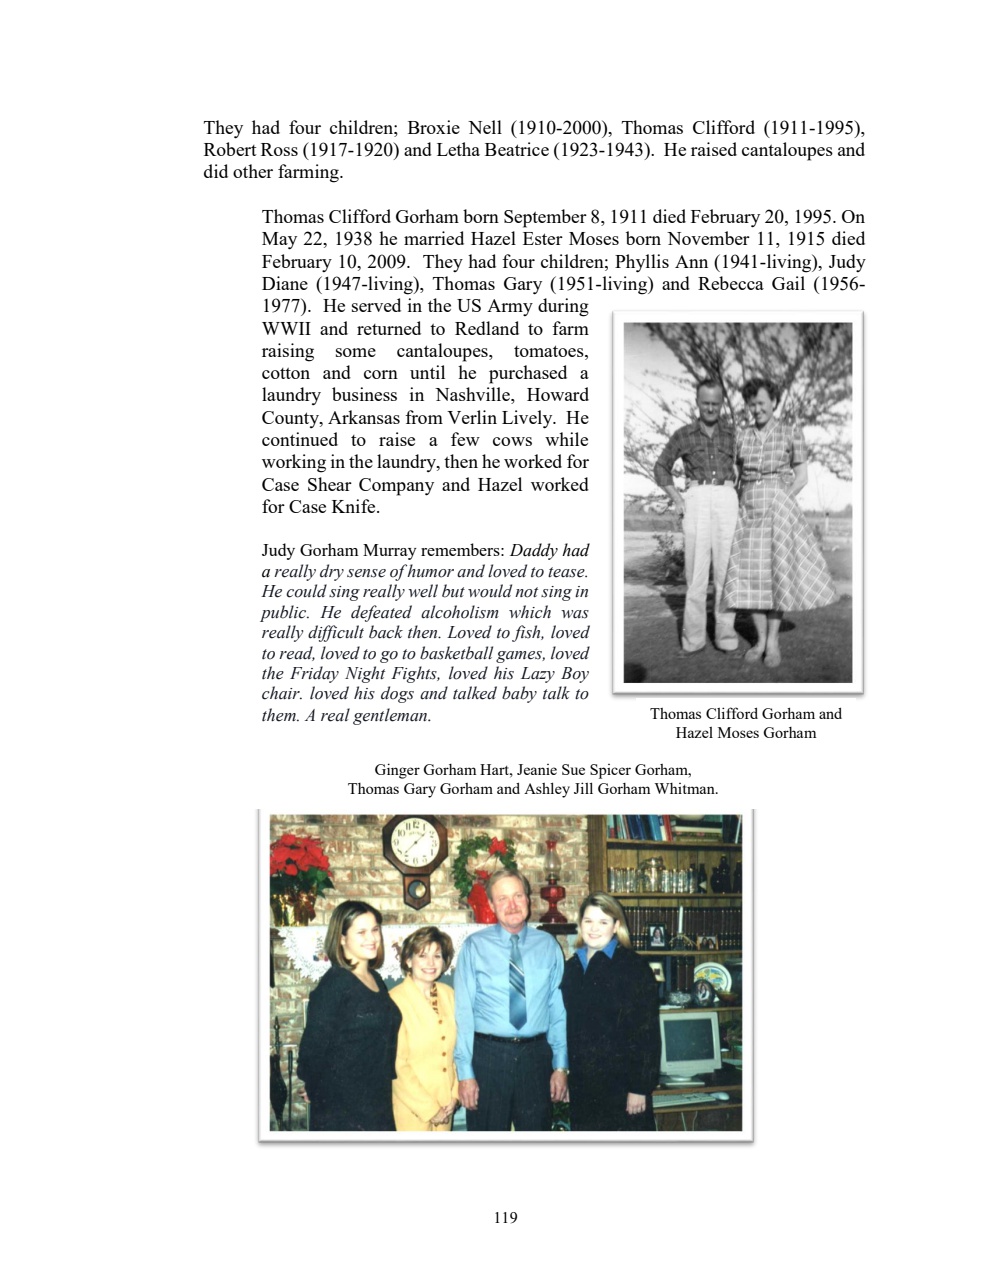 They had four children; Broxie Nell (1910-2000), Thomas Clifford (1911-1995),
Robert Ross (1917-1920) and Letha Beatrice (1923-1943). He raised cantaloupes and
did other farming.
Thomas Clifford Gorham born September 8, 1911 died February 20, 1995. On
May 22, 1938 he married Hazel Ester Moses born November 11, 1915 died
February 10, 2009. They had four children; Phyllis Ann (1941-living), Judy
Diane (1947-living), Thomas Gary (1951-living) and Rebecca Gail (1956-
1977). He served in the US Army during
WWII and returned to Redland to farm
raising some cantaloupes, tomatoes,
cotton and corn until he purchased a
laundry business in Nashville, Howard
County, Arkansas from Verlin Lively. He
continued to raise a few cows while
working in the laundry, then he worked for
Case Shear Company and Hazel worked
for Case Knife.
Judy Gorham Murray remembers: Daddy had
a really dry sense of humor and loved to tease.
He could sing really well but would not sing in
public. He defeated alcoholism which was
really difficult back then. Loved to fish, loved
to read, loved to go to basketball games, loved
the Friday Night Fights, loved his Lazy Boy
chair. loved his dogs and talked baby talk to
them. A real gentleman.
Thomas Clifford Gorham and
Hazel Moses Gorham
Ginger Gorham Hart, Jeanie Sue Spicer Gorham,
Thomas Gary Gorham and Ashley Jill Gorham Whitman.
119